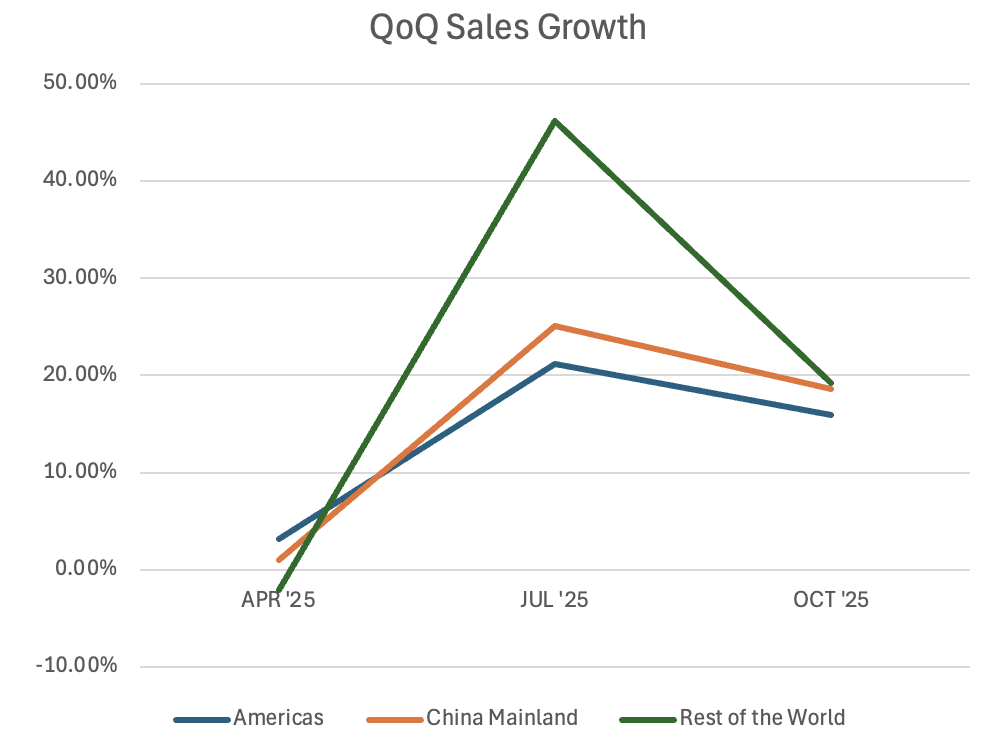 QoQ Sales Growth
50.00%
40.00%
30.00%
20.00%
10.00%
0.00%
APR '25 JUL '25 OCT '25
-10.00%
Americas China Mainland Rest of the World